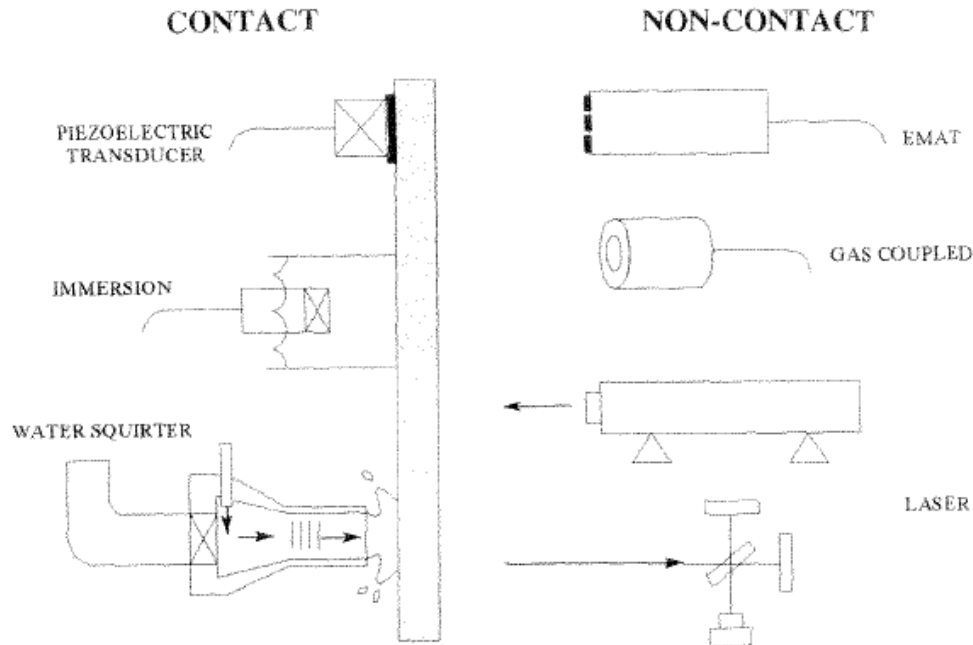 CONTACT
NON-CONTACT
PIEZOELECTRIC
TRANSDUCER
EMAT
GAS COUPLED
IMMERSION
WATER SQUIRTER
LASER